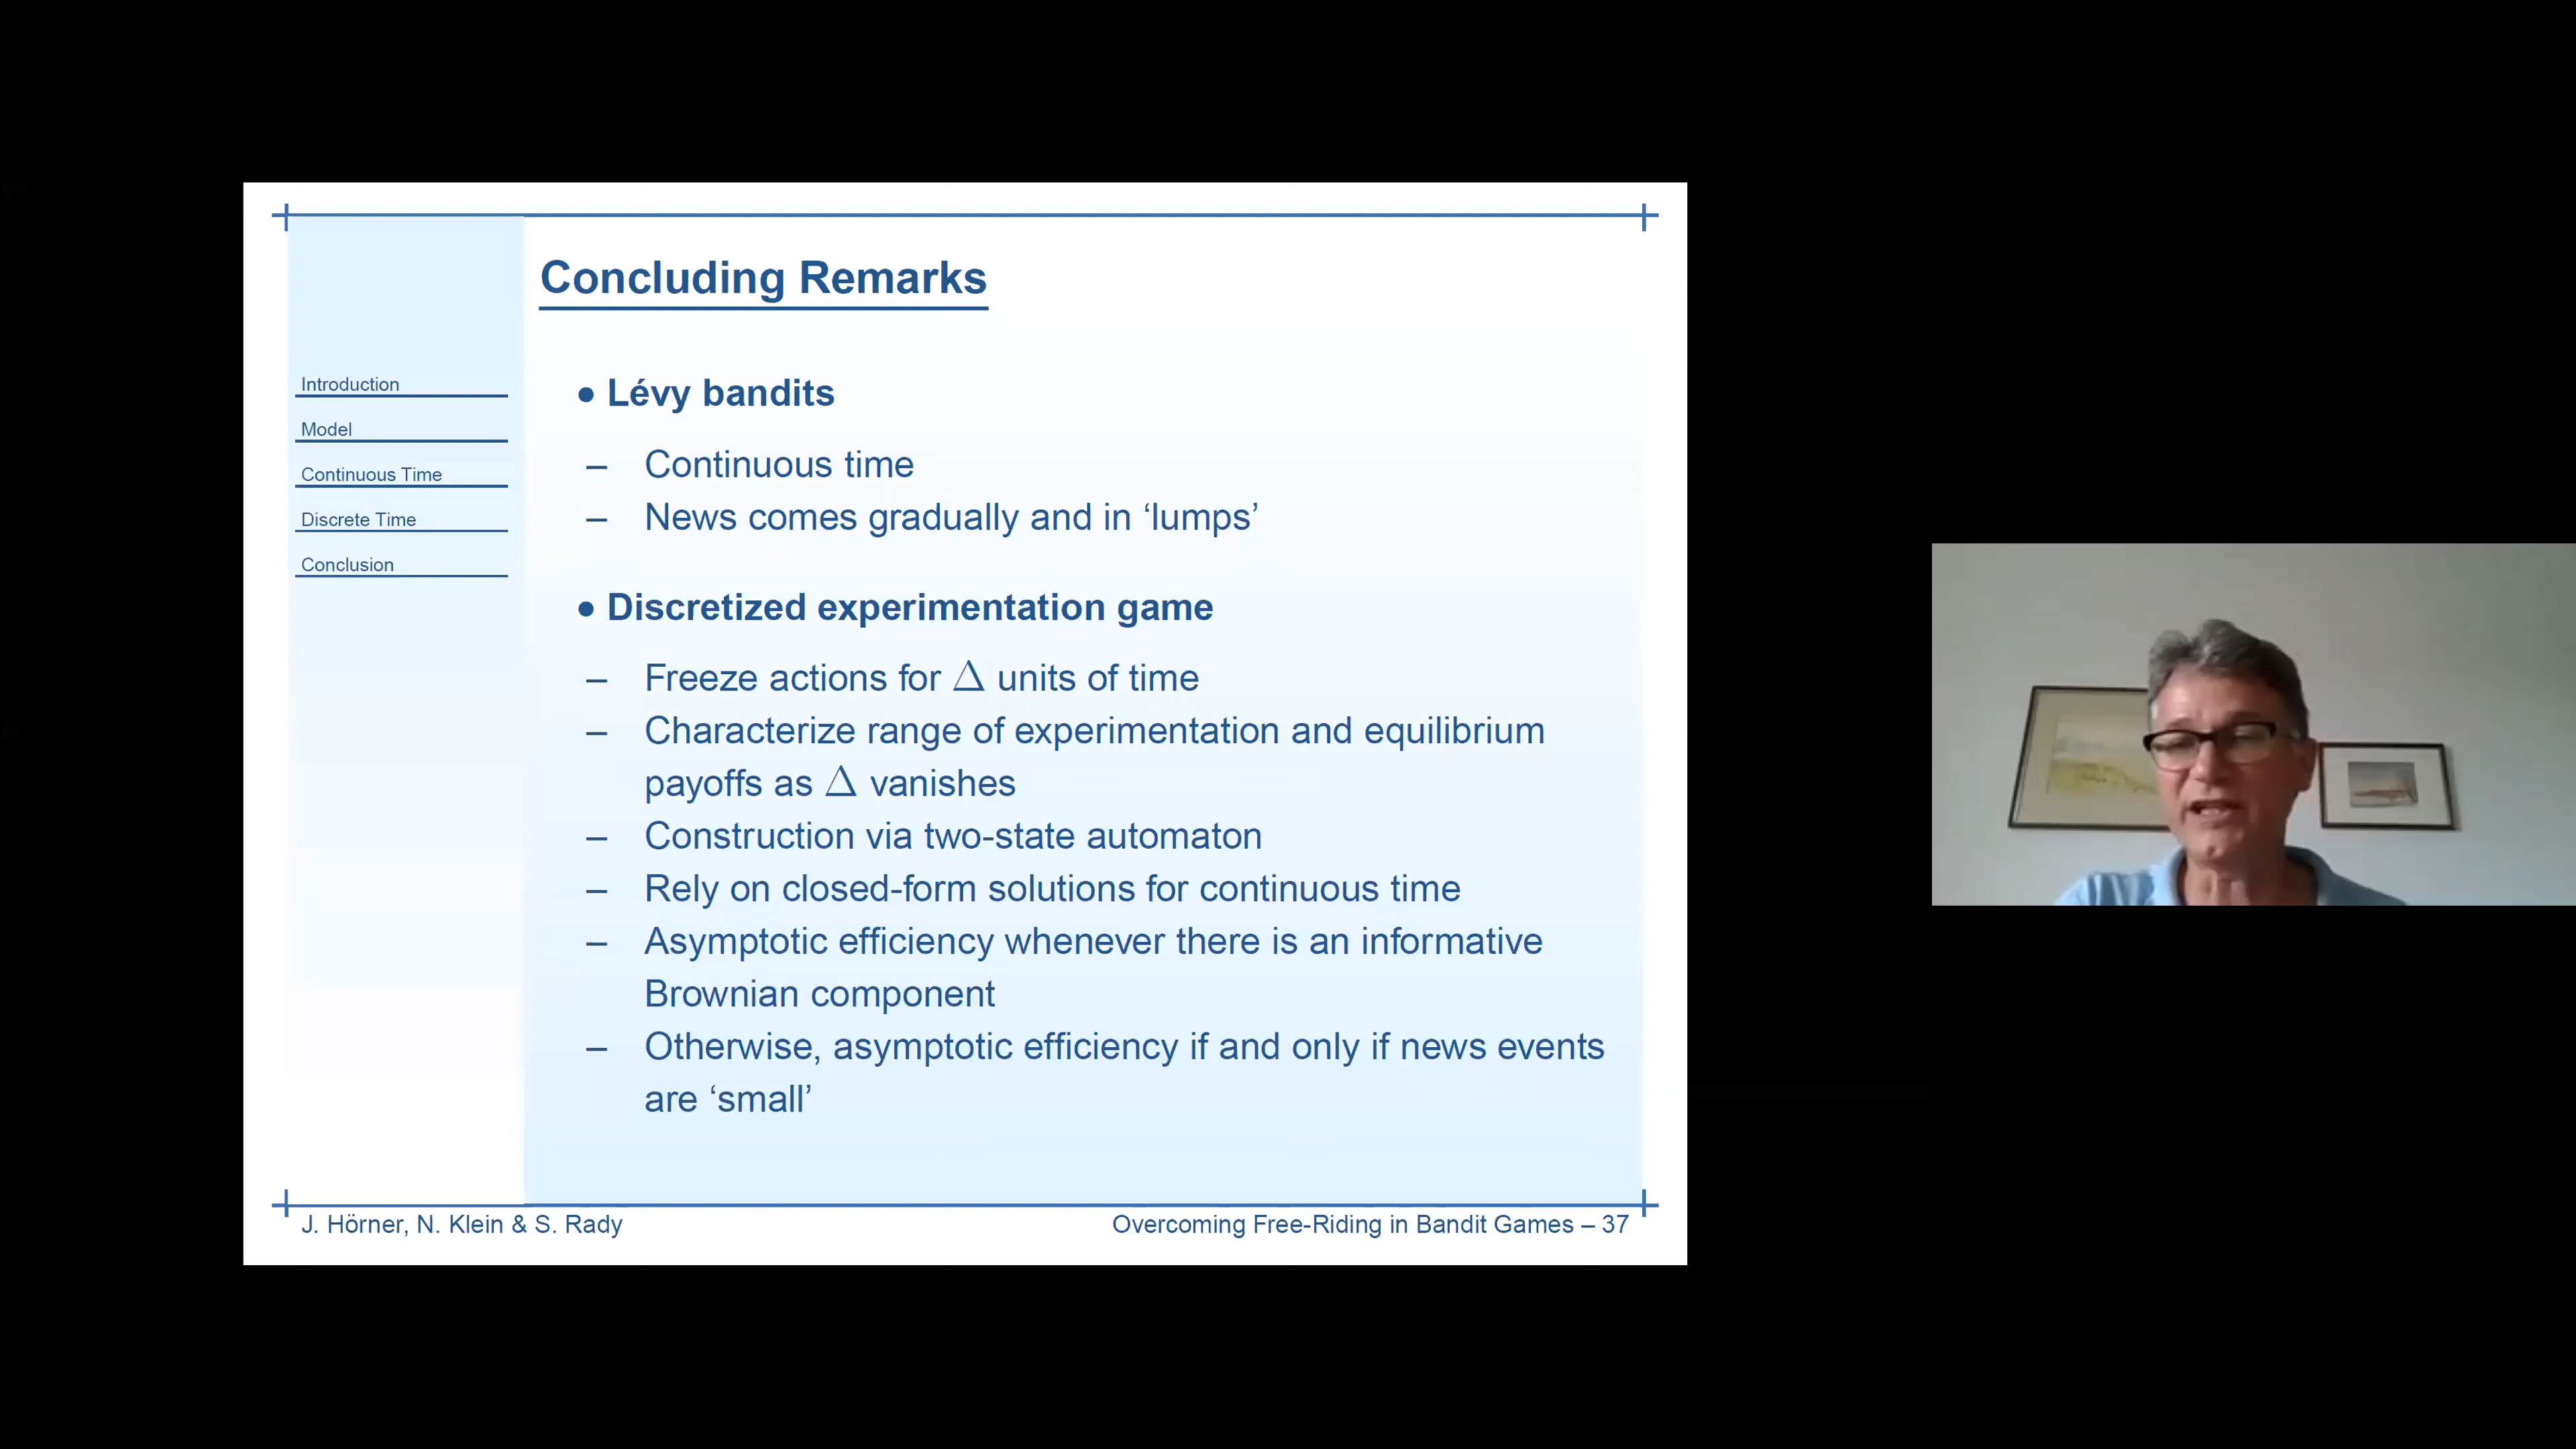 Concluding Remarks
Introduction
Model
Continuous Time
Discrete Time
Conclusion
● Lévy bandits
– Continuous time
– News comes gradually and in ‘lumps’
● Discretized experimentation game
– Freeze actions for Δ units of time
– Characterize range of experimentation and equilibrium
payoffs as Δ vanishes
– Construction via two-state automaton
– Rely on closed-form solutions for continuous time
– Asymptotic efficiency whenever there is an informative
Brownian component
– Otherwise, asymptotic efficiency if and only if news events
are ‘small’
J. Hörner, N. Klein & S. Rady
Overcoming Free-Riding in Bandit Games – 37